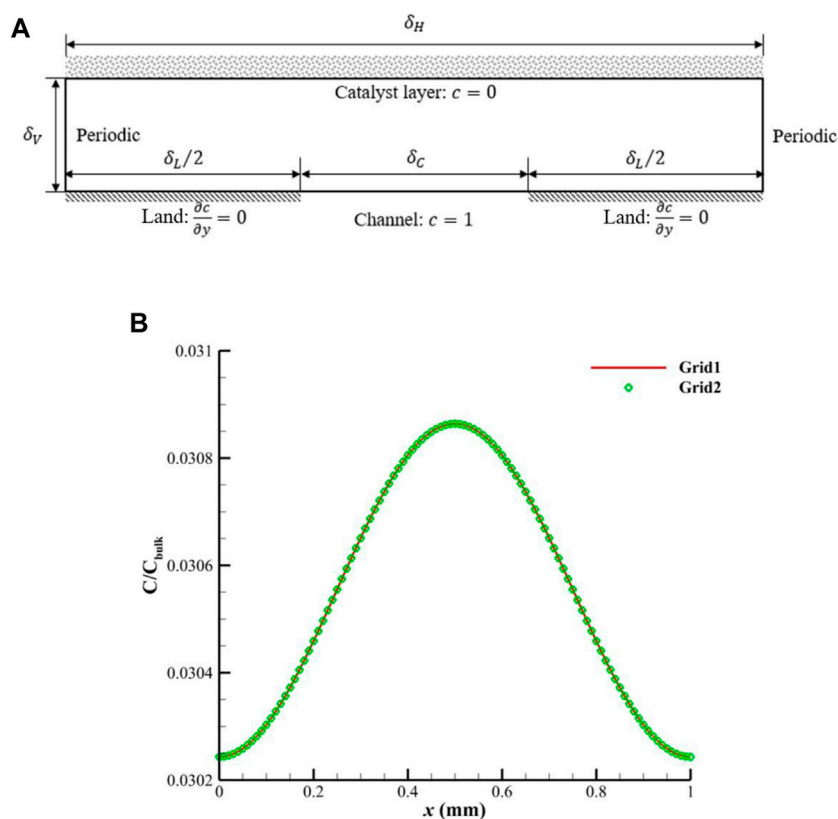 A
δ_H
Catalyst layer: c = 0
δ_V
Periodic
Periodic
δ_L/2
δ_C
δ_L/2
Land: ∂c/∂y = 0
Channel: c = 1
Land: ∂c/∂y = 0
B
0.031
Grid1
Grid2
0.0308
0.0306
C/C_bulk
0.0304
0.0302
0
0.2
0.4
0.6
0.8
1
x (mm)